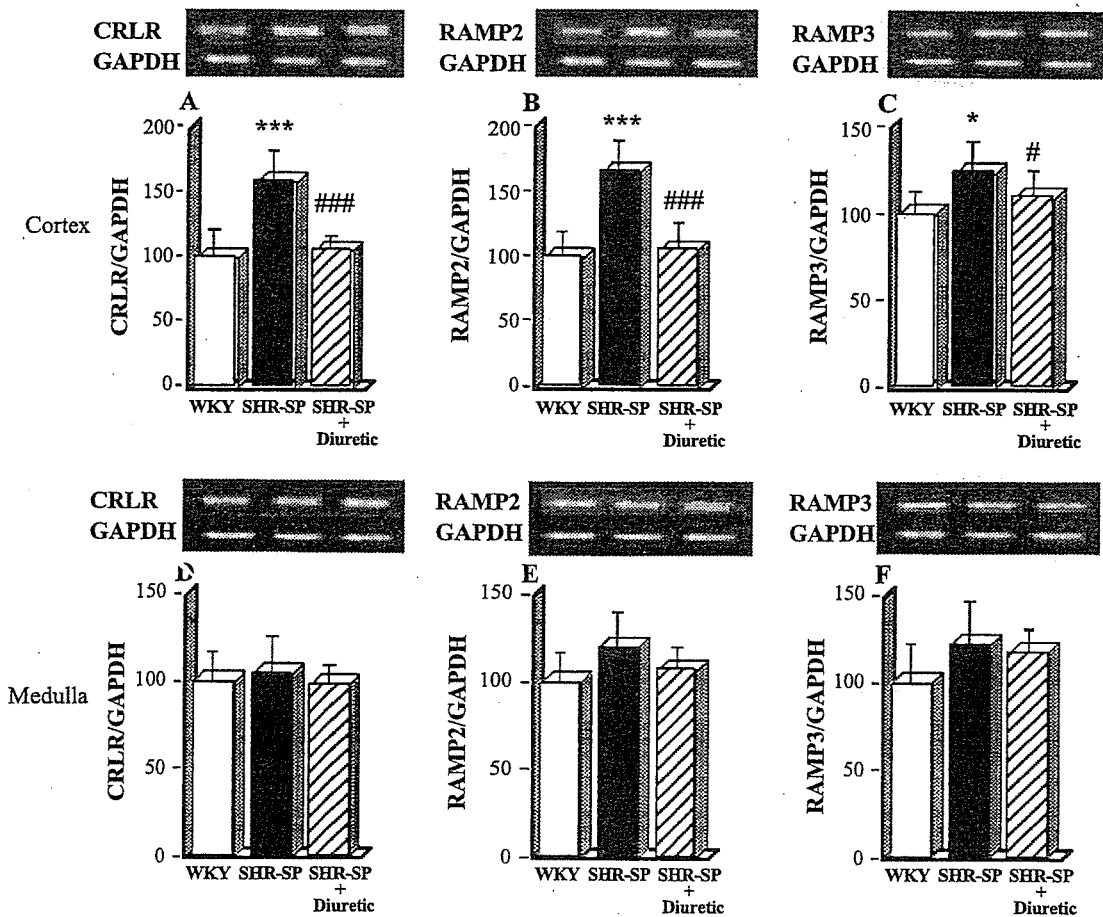 CRLR
GAPDH
RAMP2
GAPDH
RAMP3
GAPDH
A
***
###
200
150
100
50
0
CRLR/GAPDH
WKY SHR-SP SHR-SP
+
Diuretic
B
***
###
200
150
100
50
0
RAMP2/GAPDH
WKY SHR-SP SHR-SP
+
Diuretic
C
*
#
150
100
50
0
RAMP3/GAPDH
WKY SHR-SP SHR-SP
+
Diuretic
Cortex
CRLR
GAPDH
RAMP2
GAPDH
RAMP3
GAPDH
D
150
100
50
0
CRLR/GAPDH
WKY SHR-SP SHR-SP
+
Diuretic
E
150
100
50
0
RAMP2/GAPDH
WKY SHR-SP SHR-SP
+
Diuretic
F
150
100
50
0
RAMP3/GAPDH
WKY SHR-SP SHR-SP
+
Diuretic
Medulla